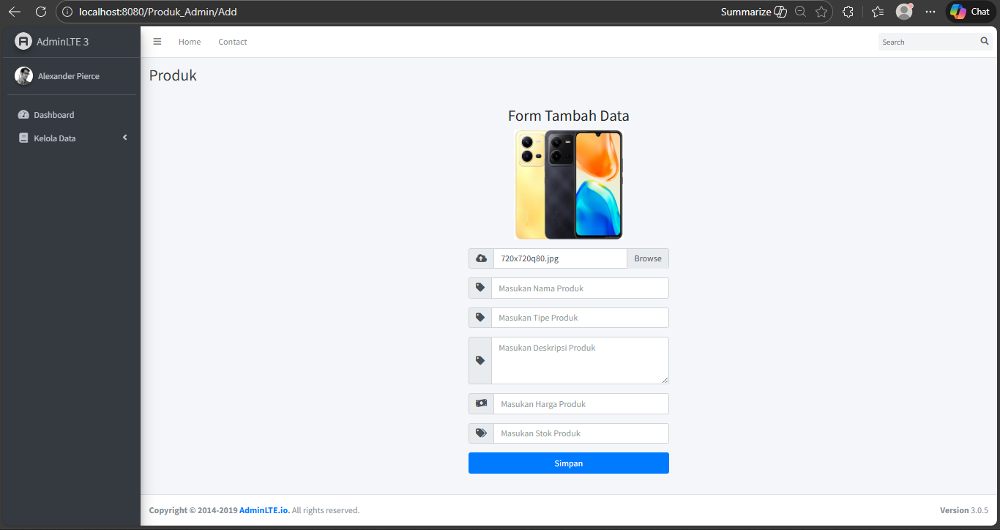 localhost:8080/Produk_Admin/Add
Summarize
Chat
AdminLTE 3
Home
Contact
Search
Alexander Pierce
Produk
Dashboard
Kelola Data
Form Tambah Data
720x720q80.jpg
Browse
Masukan Nama Produk
Masukan Tipe Produk
Masukan Deskripsi Produk
Masukan Harga Produk
Masukan Stok Produk
Simpan
Copyright © 2014-2019 AdminLTE.io. All rights reserved.
Version 3.0.5